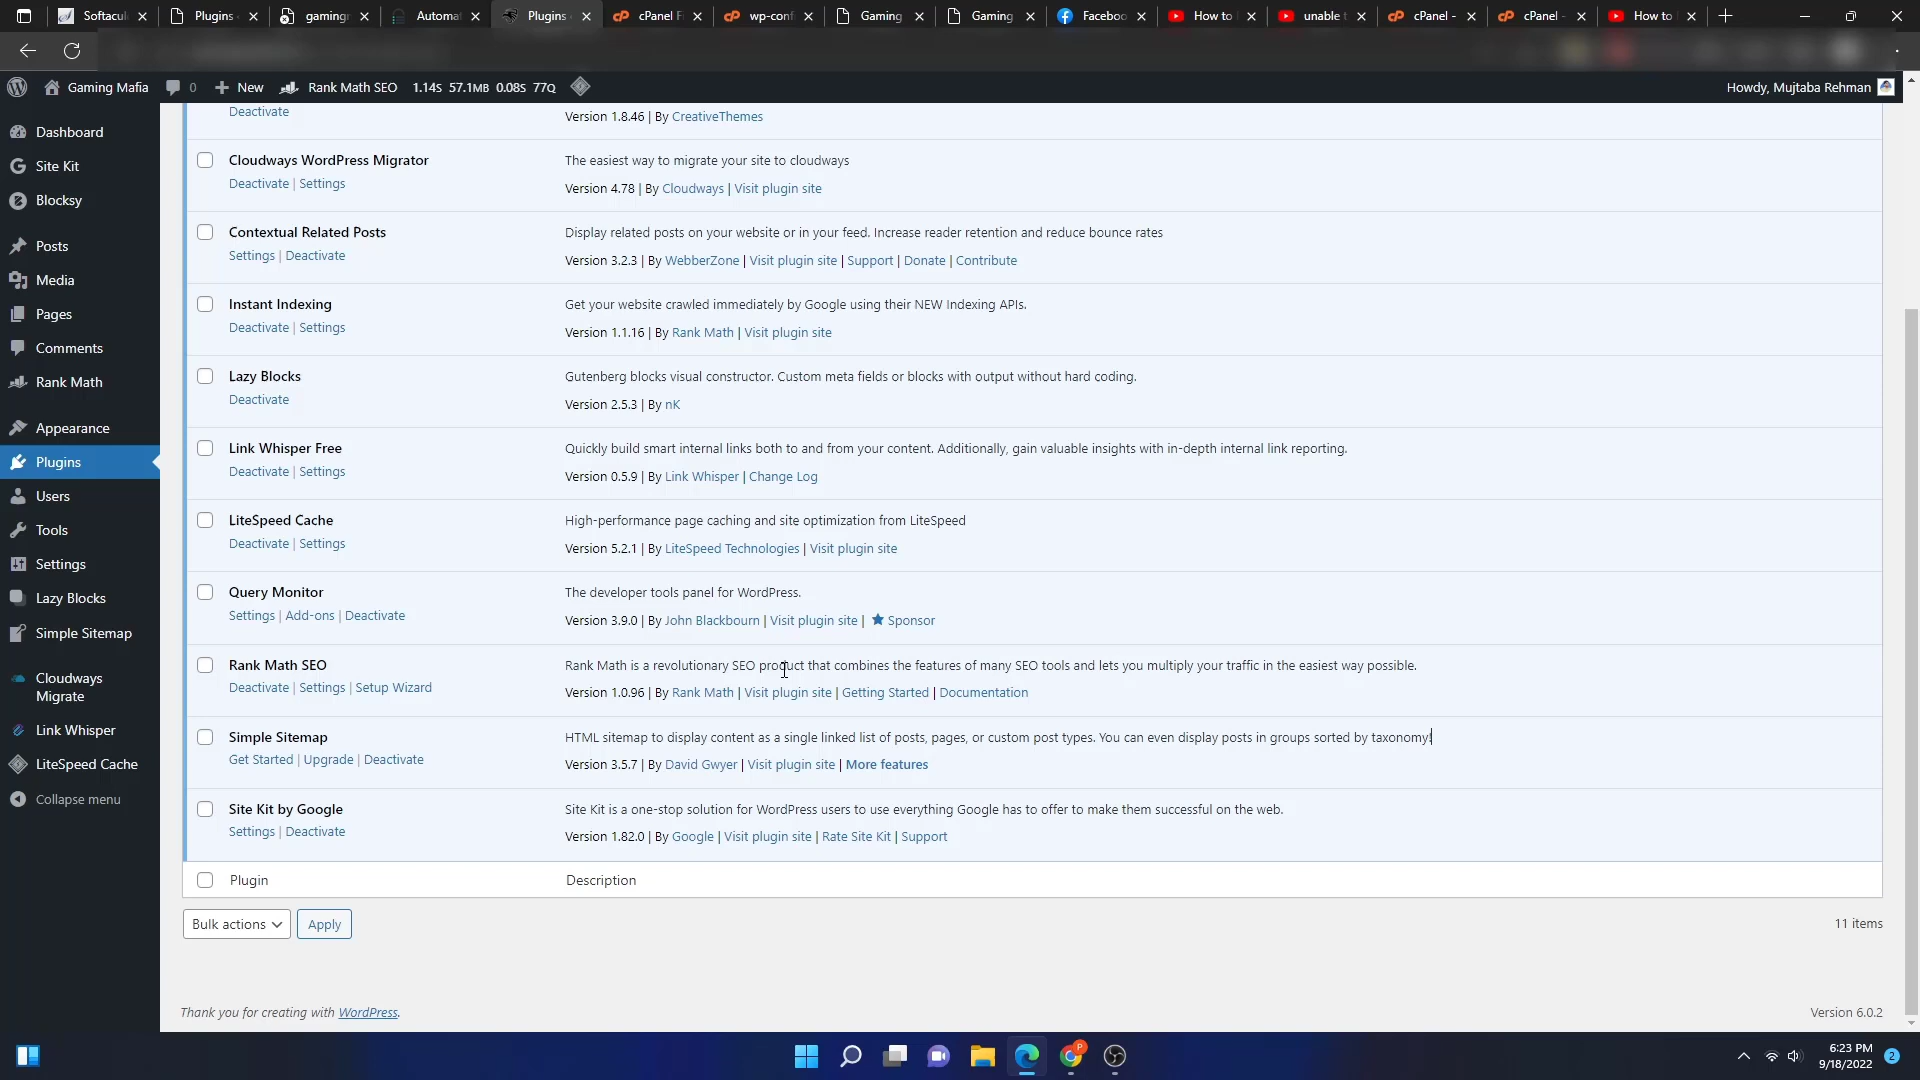 Softacul
Plugins
gamingr
Automat
Plugins
cPanel F
wp-conf
Gaming
Gaming
Faceboo
How to
unable t
cPanel -
cPanel -
How to
Gaming Mafia
0
New
Rank Math SEO
1.14S 57.1MB 0.08S 77Q
Howdy, Mujtaba Rehman
Dashboard
Site Kit
Blocksy
Posts
Media
Pages
Comments
Rank Math
Appearance
Plugins
Users
Tools
Settings
Lazy Blocks
Simple Sitemap
Cloudways
Migrate
Link Whisper
LiteSpeed Cache
Collapse menu
Deactivate
Version 1.8.46 | By CreativeThemes
Cloudways WordPress Migrator
The easiest way to migrate your site to cloudways
Deactivate | Settings
Version 4.78 | By Cloudways | Visit plugin site
Contextual Related Posts
Display related posts on your website or in your feed. Increase reader retention and reduce bounce rates
Settings | Deactivate
Version 3.2.3 | By WebberZone | Visit plugin site | Support | Donate | Contribute
Instant Indexing
Get your website crawled immediately by Google using their NEW Indexing APIs.
Deactivate | Settings
Version 1.1.16 | By Rank Math | Visit plugin site
Lazy Blocks
Gutenberg blocks visual constructor. Custom meta fields or blocks with output without hard coding.
Deactivate
Version 2.5.3 | By nK
Link Whisper Free
Quickly build smart internal links both to and from your content. Additionally, gain valuable insights with in-depth internal link reporting.
Deactivate | Settings
Version 0.5.9 | By Link Whisper | Change Log
LiteSpeed Cache
High-performance page caching and site optimization from LiteSpeed
Deactivate | Settings
Version 5.2.1 | By LiteSpeed Technologies | Visit plugin site
Query Monitor
The developer tools panel for WordPress.
Settings | Add-ons | Deactivate
Version 3.9.0 | By John Blackbourn | Visit plugin site | ★ Sponsor
Rank Math SEO
Rank Math is a revolutionary SEO product that combines the features of many SEO tools and lets you multiply your traffic in the easiest way possible.
Deactivate | Settings | Setup Wizard
Version 1.0.96 | By Rank Math | Visit plugin site | Getting Started | Documentation
Simple Sitemap
HTML sitemap to display content as a single linked list of posts, pages, or custom post types. You can even display posts in groups sorted by taxonomy!
Get Started | Upgrade | Deactivate
Version 3.5.7 | By David Gwyer | Visit plugin site | More features
Site Kit by Google
Site Kit is a one-stop solution for WordPress users to use everything Google has to offer to make them successful on the web.
Settings | Deactivate
Version 1.82.0 | By Google | Visit plugin site | Rate Site Kit | Support
Plugin
Description
Bulk actions
Apply
11 items
Thank you for creating with WordPress.
Version 6.0.2
P
6:23 PM
9/18/2022
2